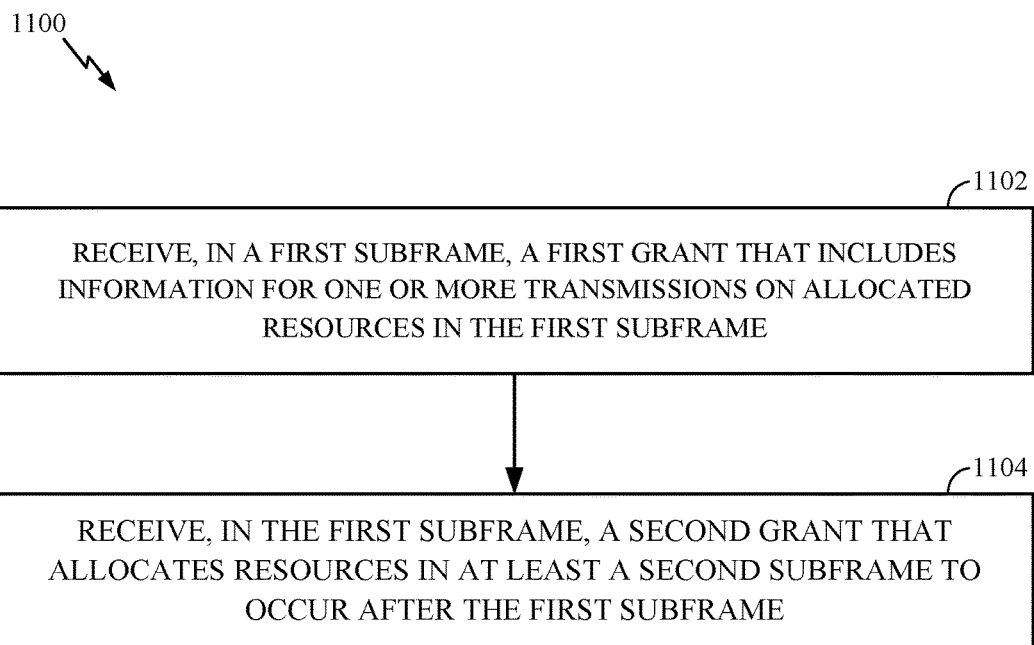 1100
1102
RECEIVE, IN A FIRST SUBFRAME, A FIRST GRANT THAT INCLUDES
INFORMATION FOR ONE OR MORE TRANSMISSIONS ON ALLOCATED
RESOURCES IN THE FIRST SUBFRAME
1104
RECEIVE, IN THE FIRST SUBFRAME, A SECOND GRANT THAT
ALLOCATES RESOURCES IN AT LEAST A SECOND SUBFRAME TO
OCCUR AFTER THE FIRST SUBFRAME